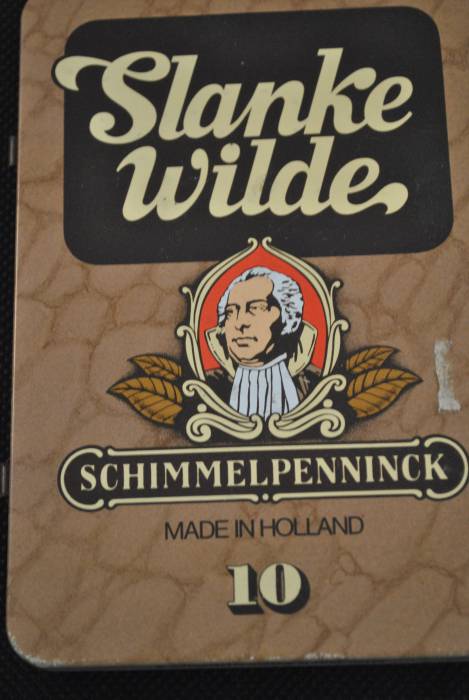 Slanke
Wilde
SCHIMMELPENNINCK
MADE IN HOLLAND
10